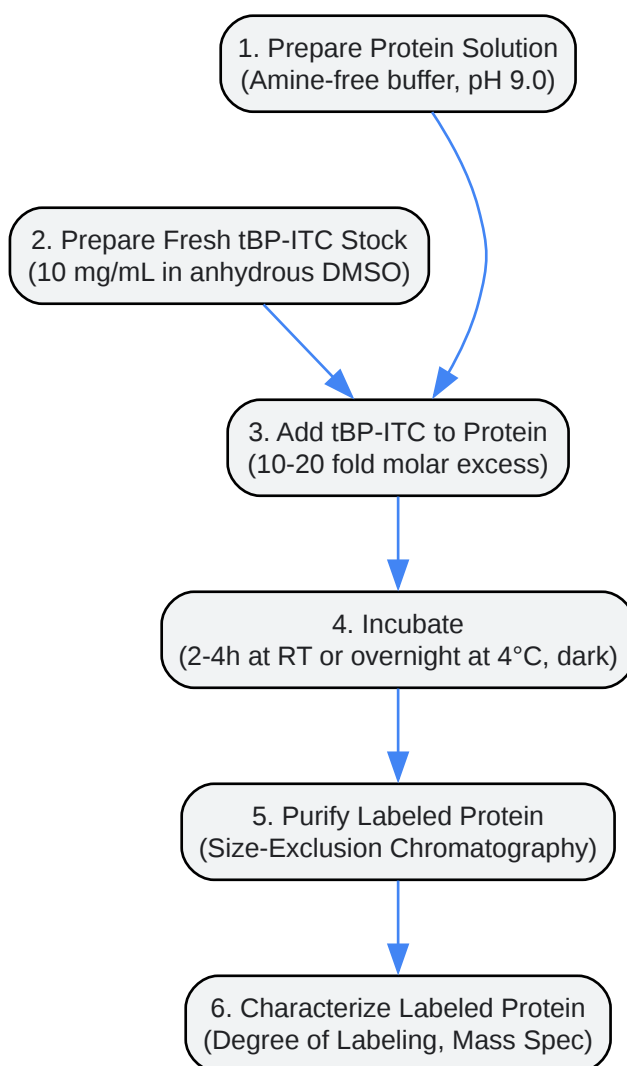 1. Prepare Protein Solution
(Amine-free buffer, pH 9.0)
2. Prepare Fresh tBP-ITC Stock
(10 mg/mL in anhydrous DMSO)
3. Add tBP-ITC to Protein
(10-20 fold molar excess)
4. Incubate
(2-4h at RT or overnight at 4°C, dark)
5. Purify Labeled Protein
(Size-Exclusion Chromatography)
6. Characterize Labeled Protein
(Degree of Labeling, Mass Spec)